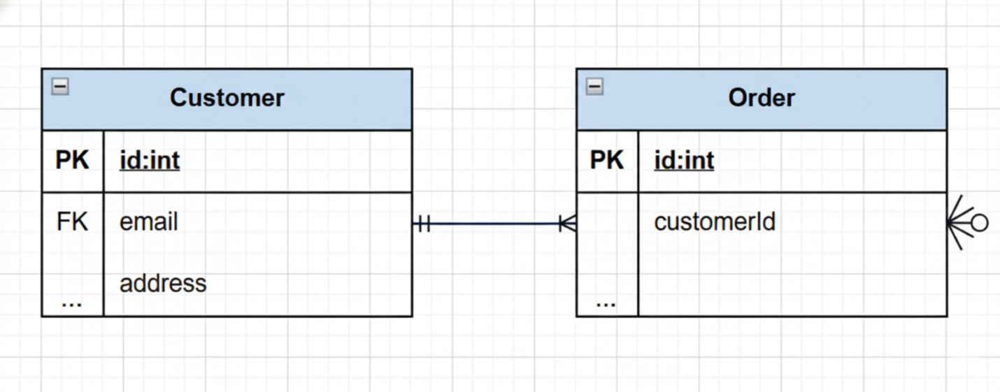 Customer
PK id:int
FK email
address
...
Order
PK id:int
customerId
...